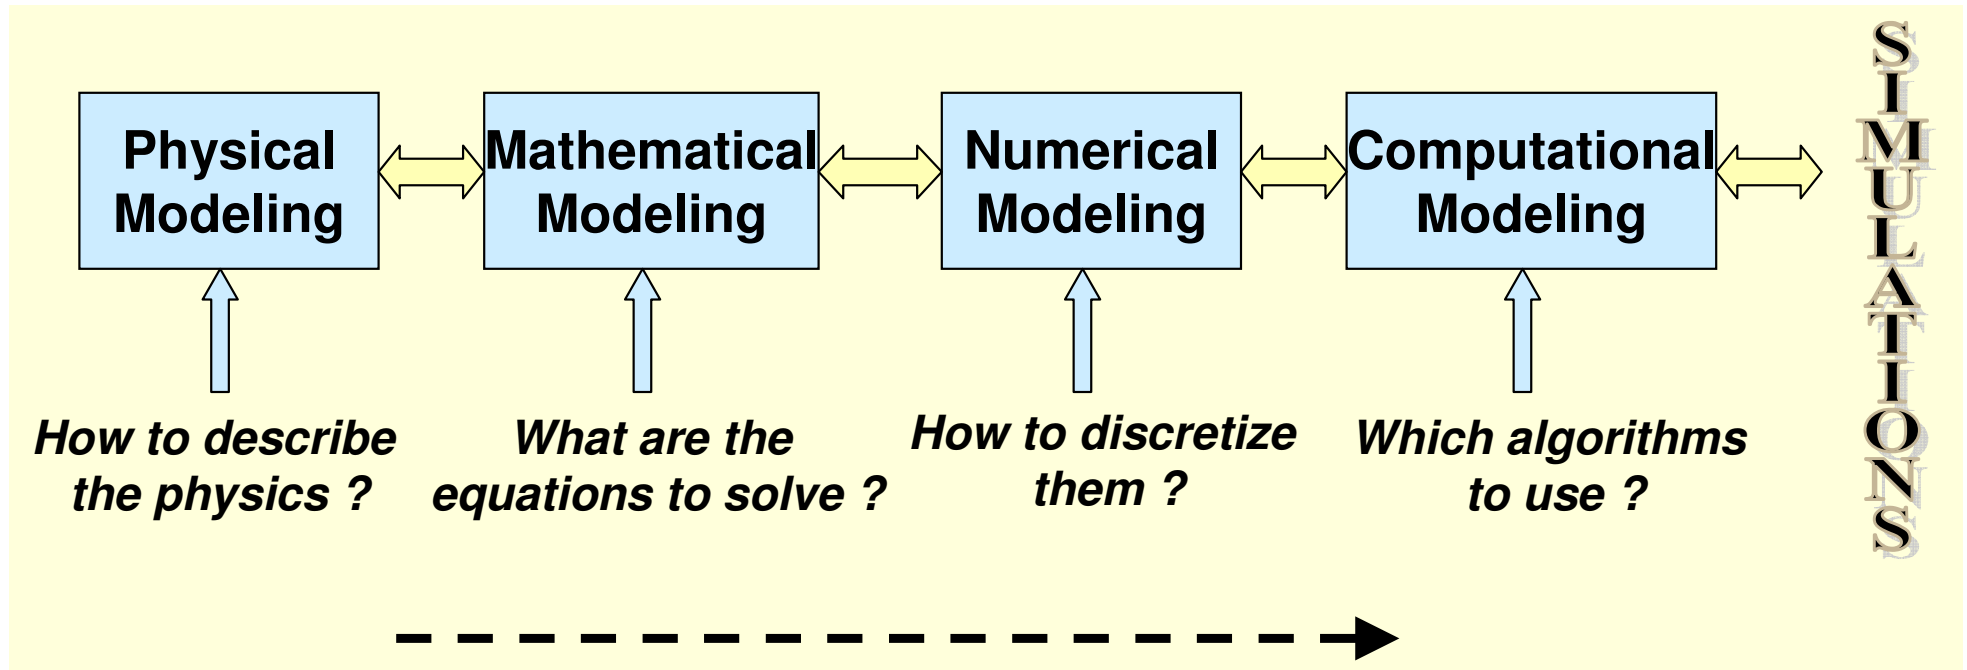 Physical
Modeling
Mathematical
Modeling
Numerical
Modeling
Computational
Modeling
How to describe
the physics ?
What are the
equations to solve ?
How to discretize
them ?
Which algorithms
to use ?
SIMULATIONS